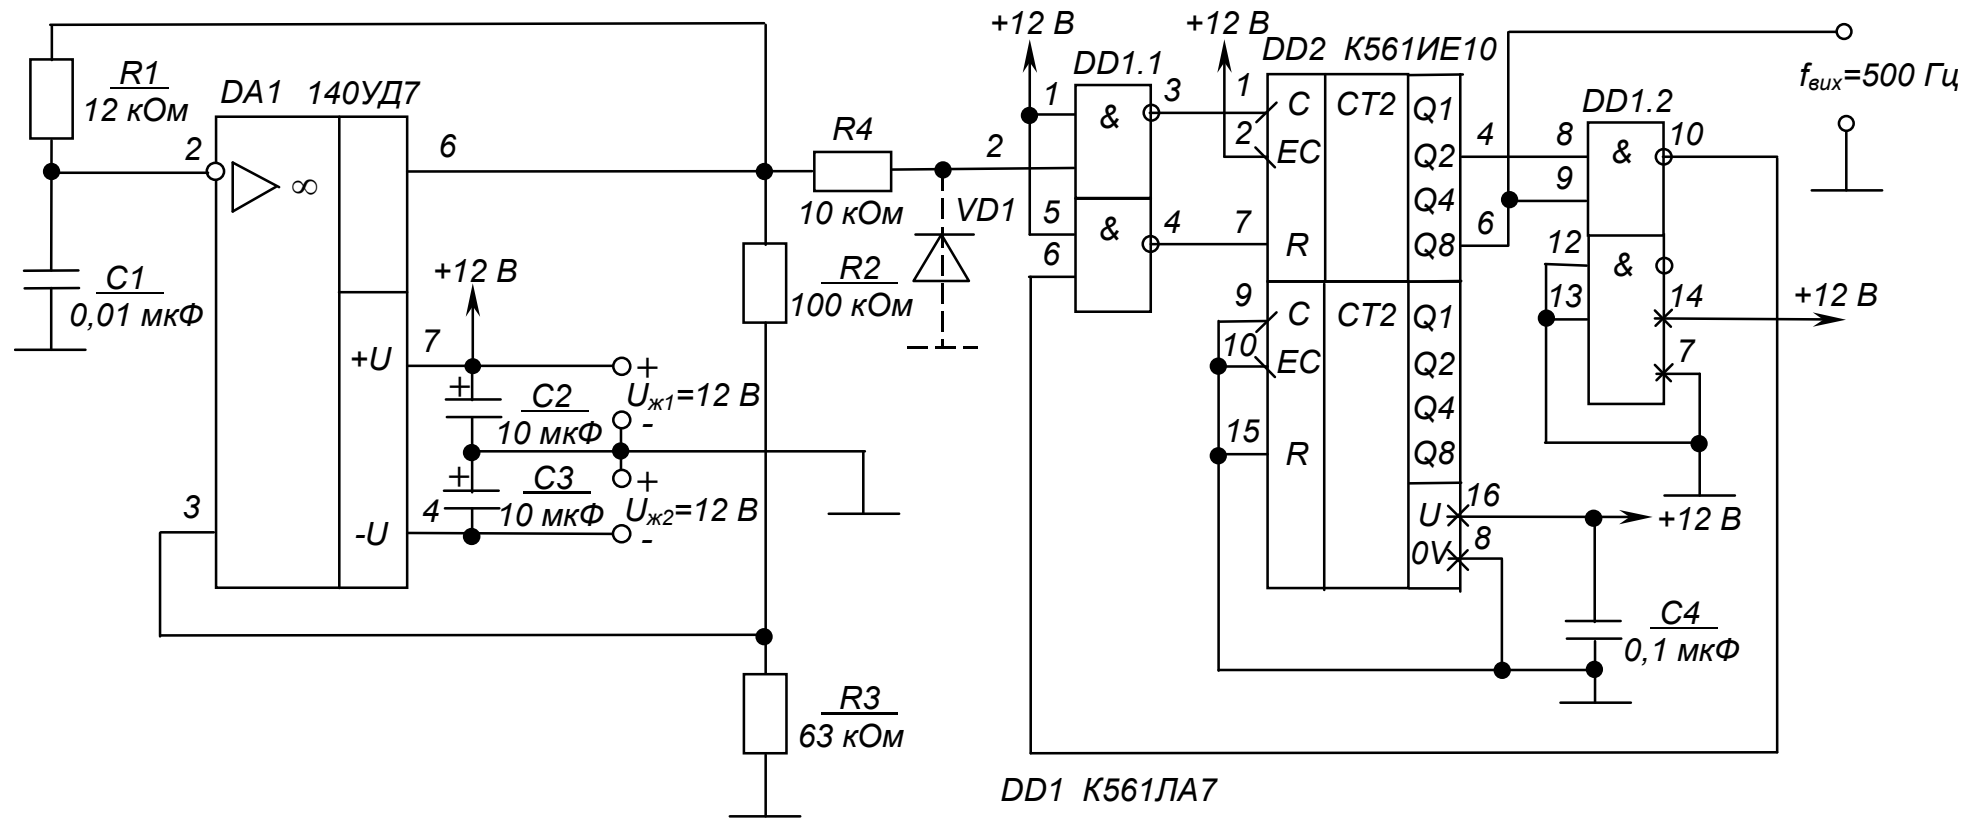 R1
12 кОм
DA1 140УД7
2
▷ ∞
6
C1
0,01 мкФ
+12 В
7
+U
+
C2
10 мкФ
+
Uж1=12 В
-
+
C3
10 мкФ
+
Uж2=12 В
-
4
-U
3
R4
10 кОм
VD1
R2
100 кОм
R3
63 кОм
+12 В
DD1.1
1
2
&
3
5
6
&
4
+12 В
DD2 К561ИЕ10
1
C
CT2
Q1
2
EC
Q2
4
Q4
7
R
Q8
6
9
C
CT2
Q1
10
EC
Q2
Q4
15
R
Q8
U
16
+12 В
0V
8
C4
0,1 мкФ
DD1.2
8
9
&
10
12
13
&
14
+12 В
7
fвих=500 Гц
DD1 К561ЛА7